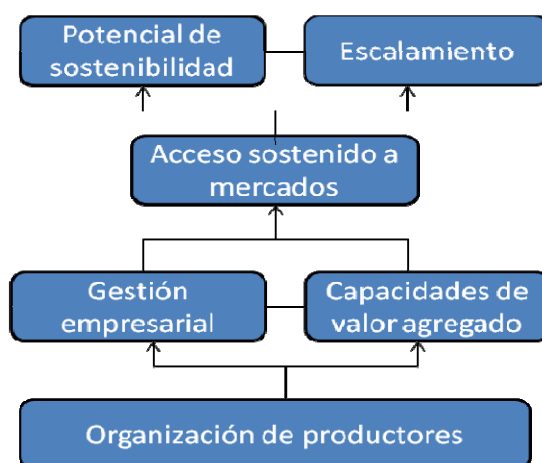 Potencial de
sostenibilidad
Escalamiento
Acceso sostenido a
mercados
Gestión
empresarial
Capacidades de
valor agregado
Organización de productores